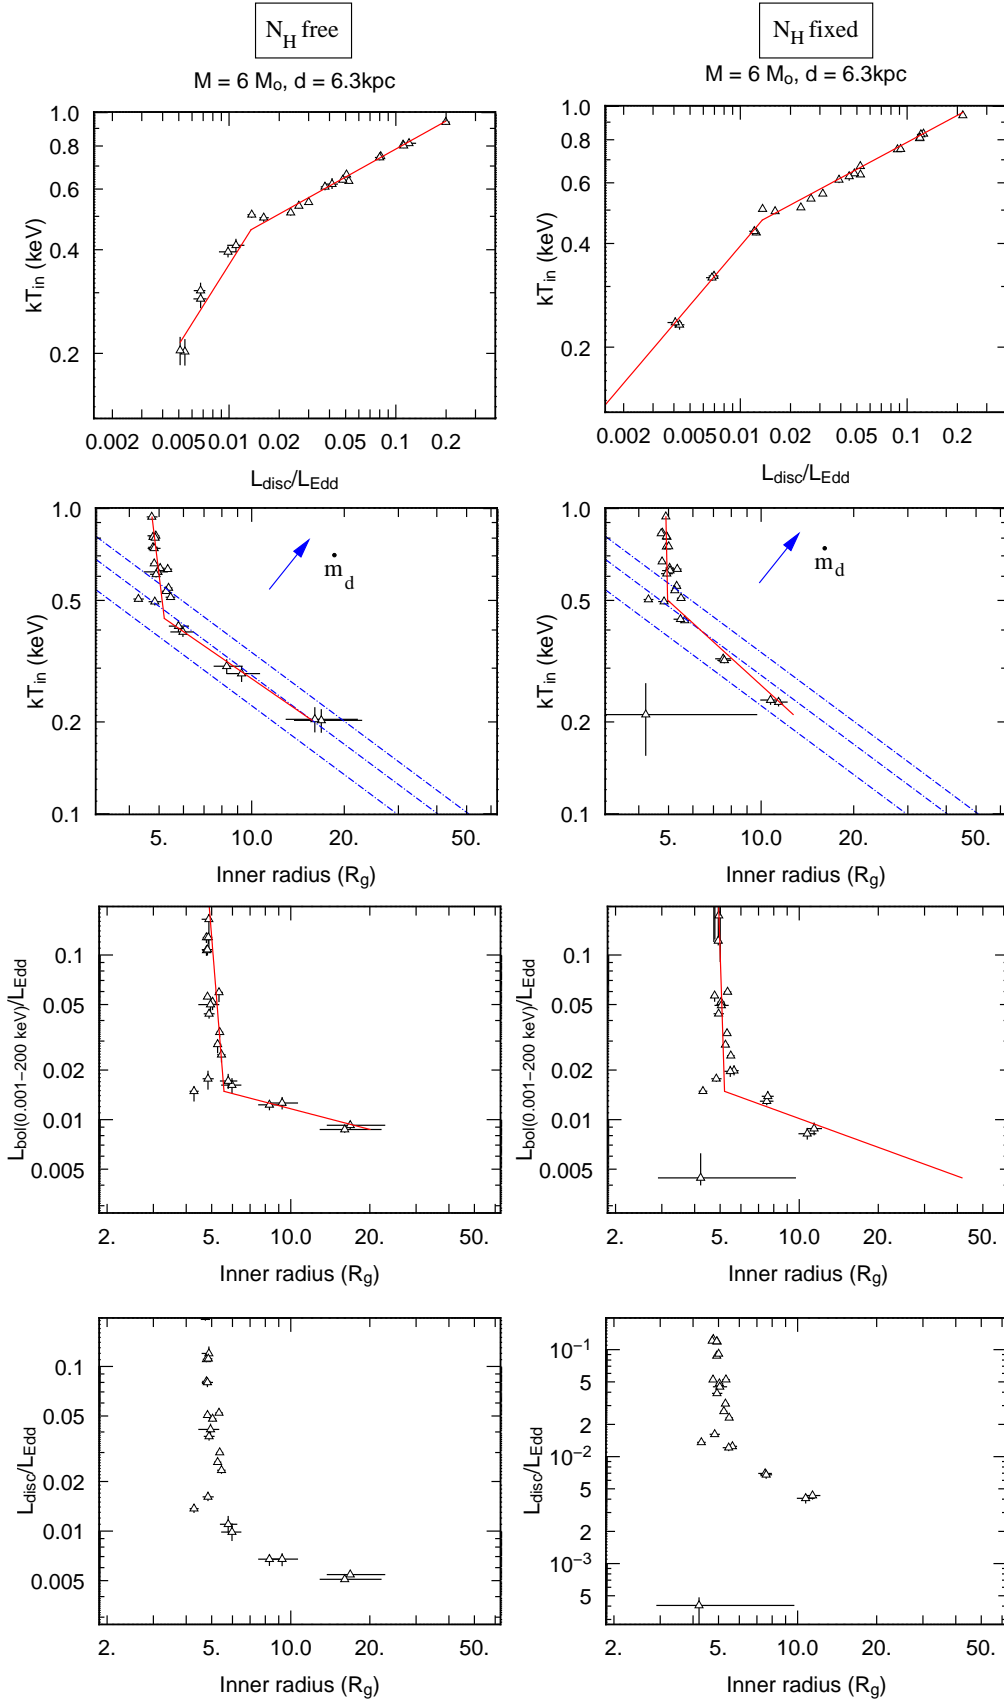 N_H free
N_H fixed
M = 6 M₀, d = 6.3kpc
M = 6 M₀, d = 6.3kpc
1.0
0.8
0.6
0.4
0.2
kT_in (keV)
0.002 0.005 0.01 0.02 0.05 0.1 0.2
L_disc/L_Edd
1.0
0.8
0.6
0.4
0.2
kT_in (keV)
0.002 0.005 0.01 0.02 0.05 0.1 0.2
L_disc/L_Edd
1.0
0.5
0.2
0.1
kT_in (keV)
ṁ_d
5. 10.0 20. 50.
Inner radius (R_g)
1.0
0.5
0.2
0.1
kT_in (keV)
ṁ_d
5. 10.0 20. 50.
Inner radius (R_g)
0.1
0.05
0.02
0.01
0.005
L_bol(0.001−200 keV)/L_Edd
2. 5. 10.0 20. 50.
Inner radius (R_g)
0.1
0.05
0.02
0.01
0.005
L_bol(0.001−200 keV)/L_Edd
2. 5. 10.0 20. 50.
Inner radius (R_g)
0.1
0.05
0.02
0.01
0.005
L_disc/L_Edd
2. 5. 10.0 20. 50.
Inner radius (R_g)
10⁻¹
5
2
10⁻²
5
2
10⁻³
5
L_disc/L_Edd
2. 5. 10.0 20. 50.
Inner radius (R_g)